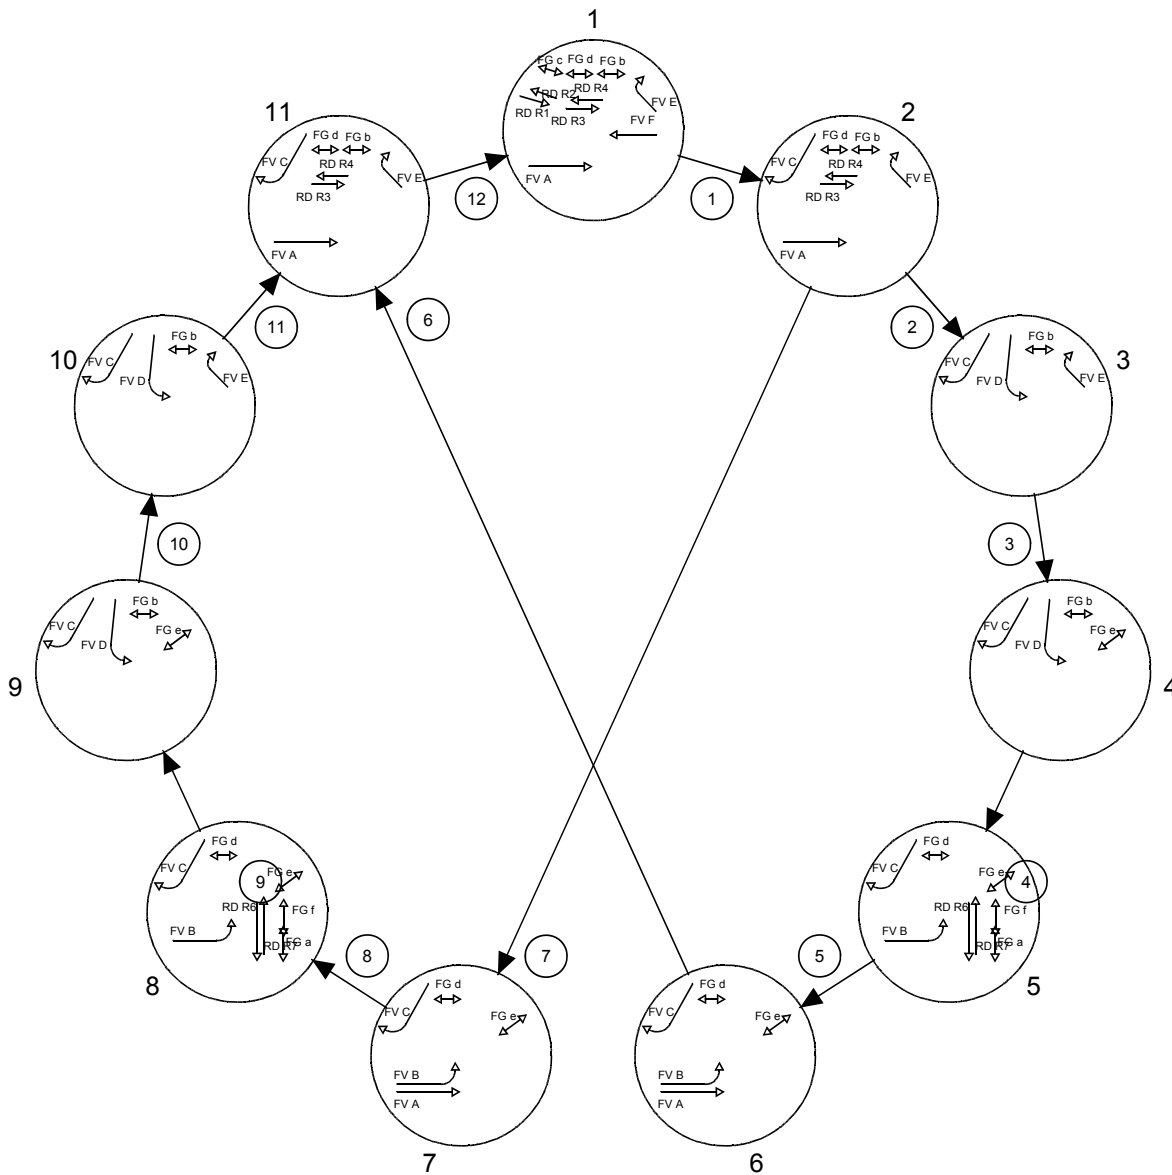 1
FG c FG d FG b
RD R2 RD R4
RD R1 RD R3 FV F FV E
FV A
12
1
11
FG d FG b
FV C RD R4
RD R3 FV E
FV A
2
FG d FG b
FV C RD R4
RD R3 FV E
FV A
11
6
2
10
FG b
FV C
FV D FV E
3
FG b
FV C
FV D FV E
10
3
9
FG b
FV C FG e
FV D
4
FG b
FV C FG e
FV D
8
FG d
FV C FG e
9
RD R6 FG f
FV B RD R7 FG a
5
FG d
FV C FG e
4
RD R6 FG f
FV B RD R7 FG a
8
7
5
7
FG d
FV C FG e
FV B
FV A
6
FG d
FV C FG e
FV B
FV A